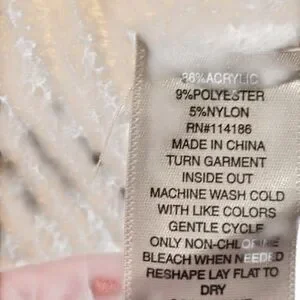 86%ACRYLIC
9%POLYESTER
5%NYLON
RN#114186
MADE IN CHINA
TURN GARMENT
INSIDE OUT
MACHINE WASH COLD
WITH LIKE COLORS
GENTLE CYCLE
ONLY NON-CHLORINE
BLEACH WHEN NEEDED
RESHAPE LAY FLAT TO
DRY